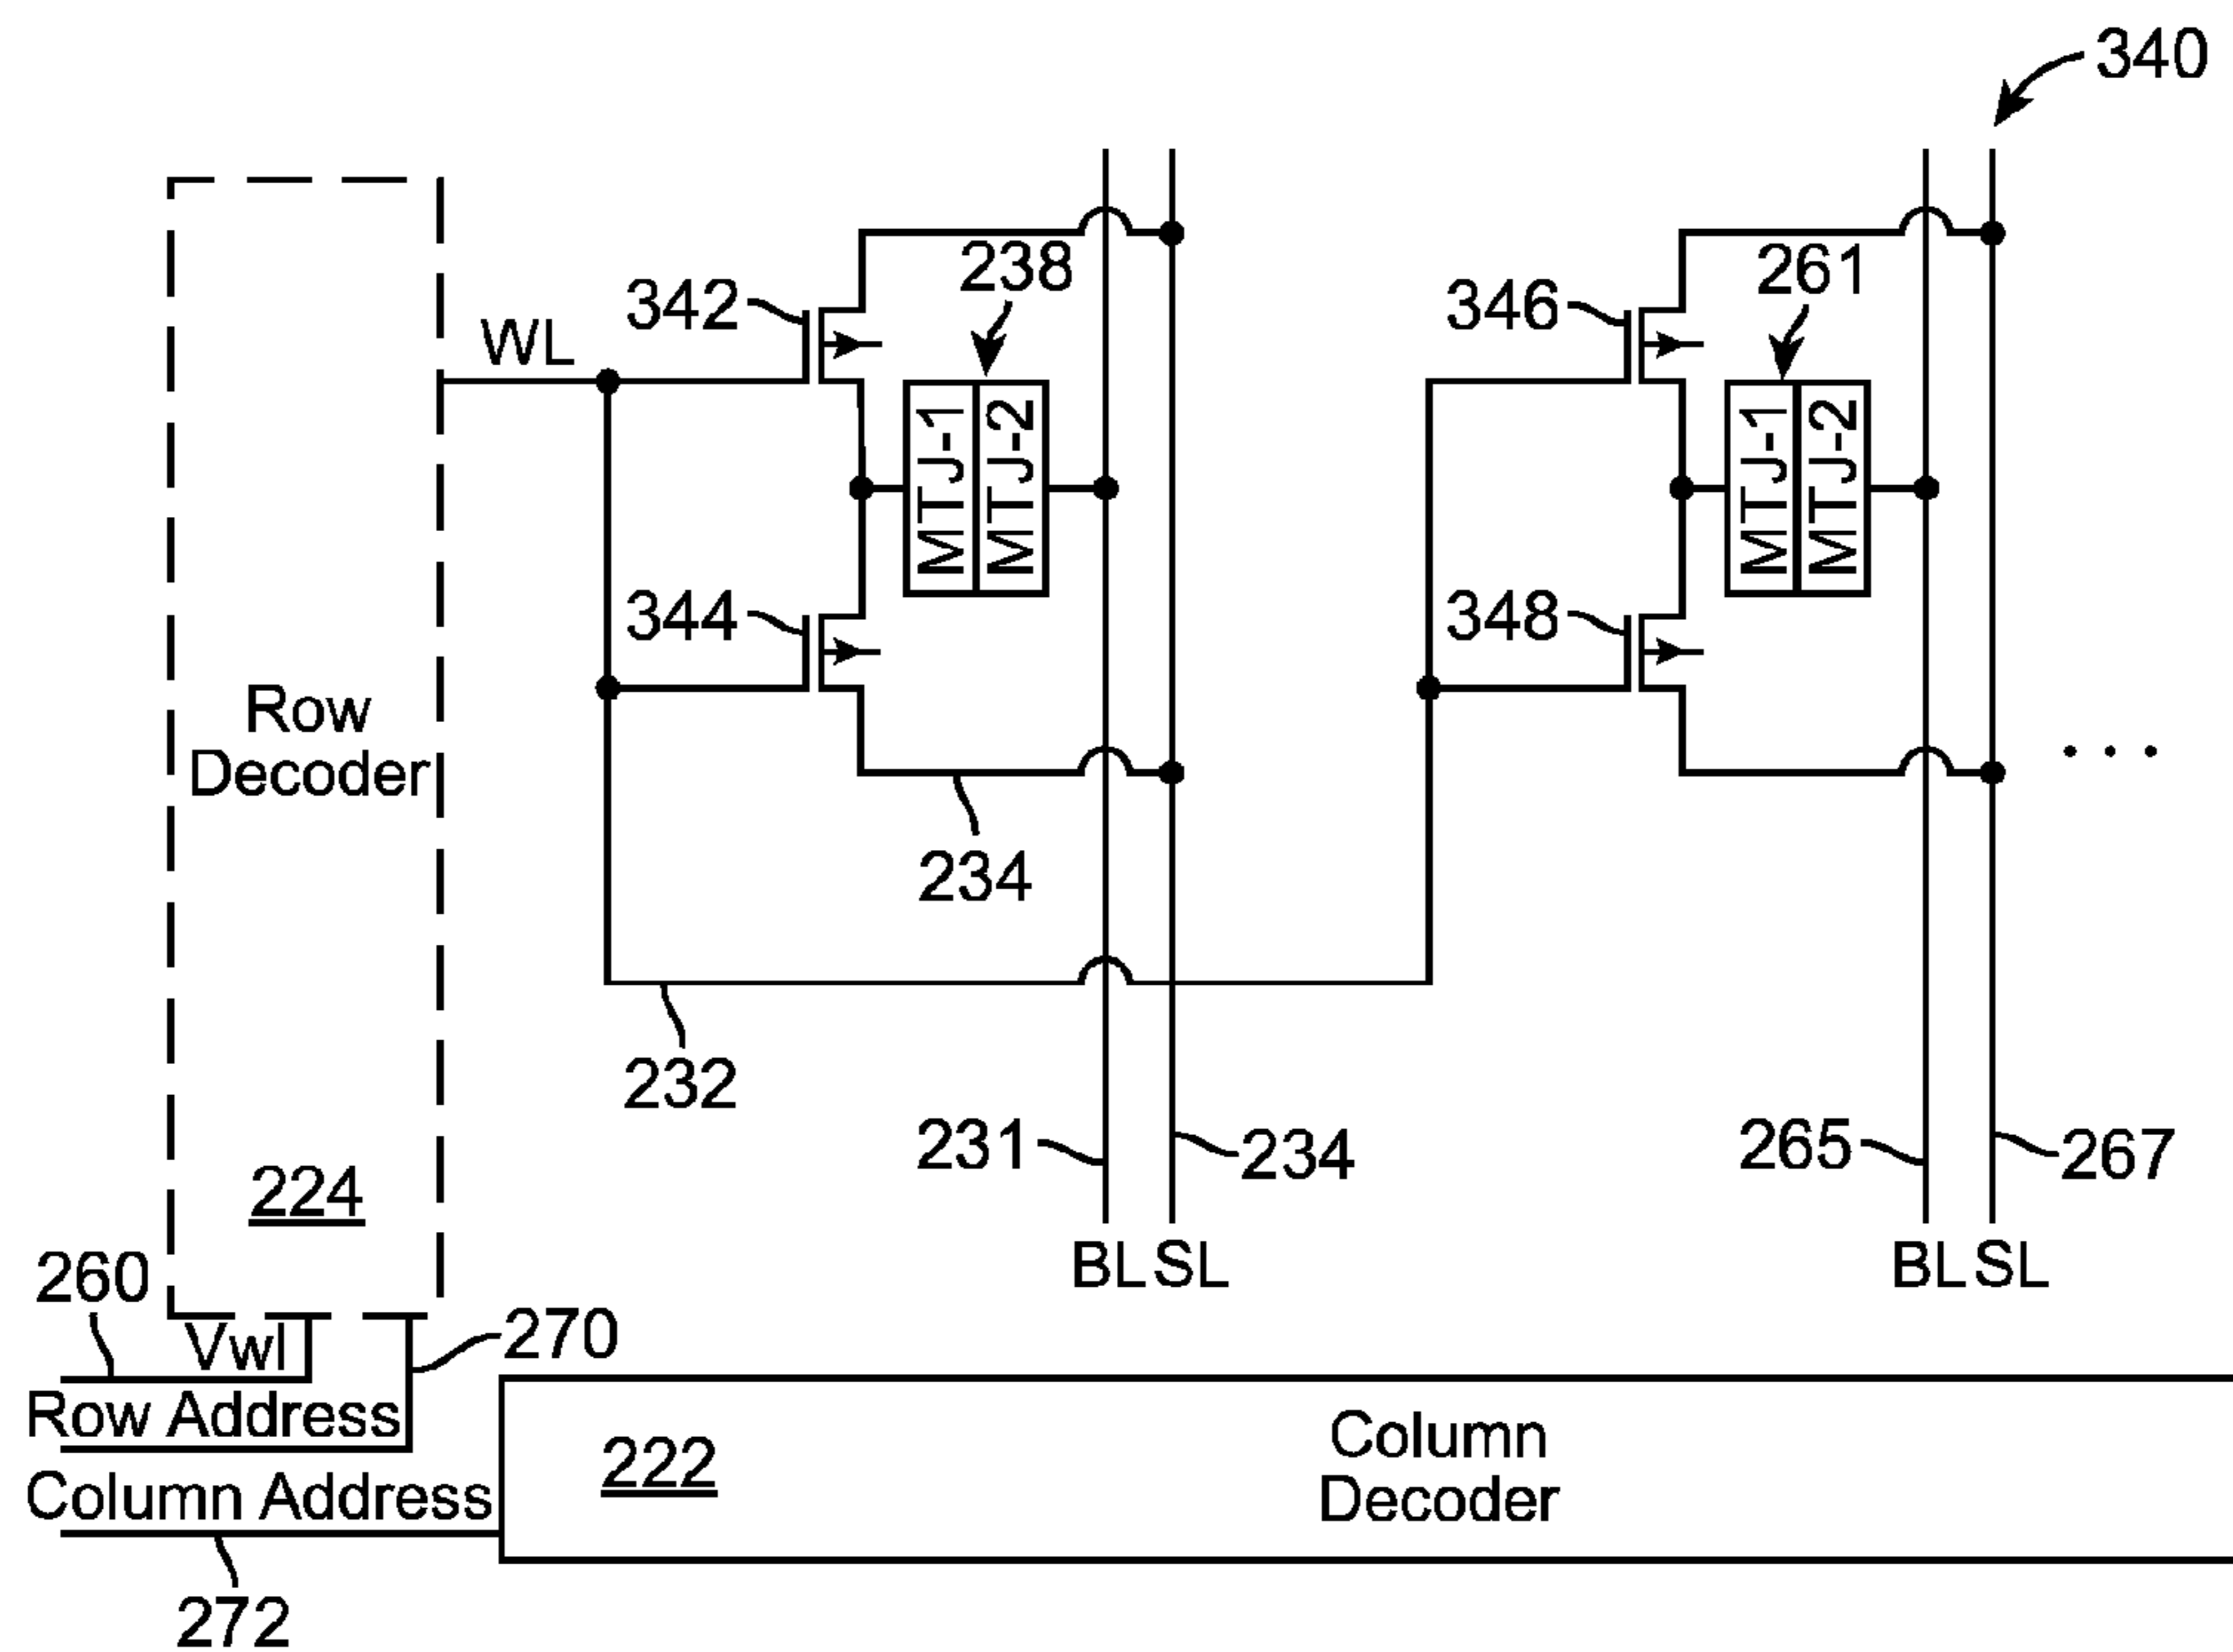 340
238
261
342
346
WL
MTJ-1
MTJ-2
MTJ-1
MTJ-2
344
348
Row
Decoder
...
234
232
231
234
265
267
224
BL
SL
BL
SL
260
Vwl
270
Row Address
Column
Decoder
222
Column Address
272